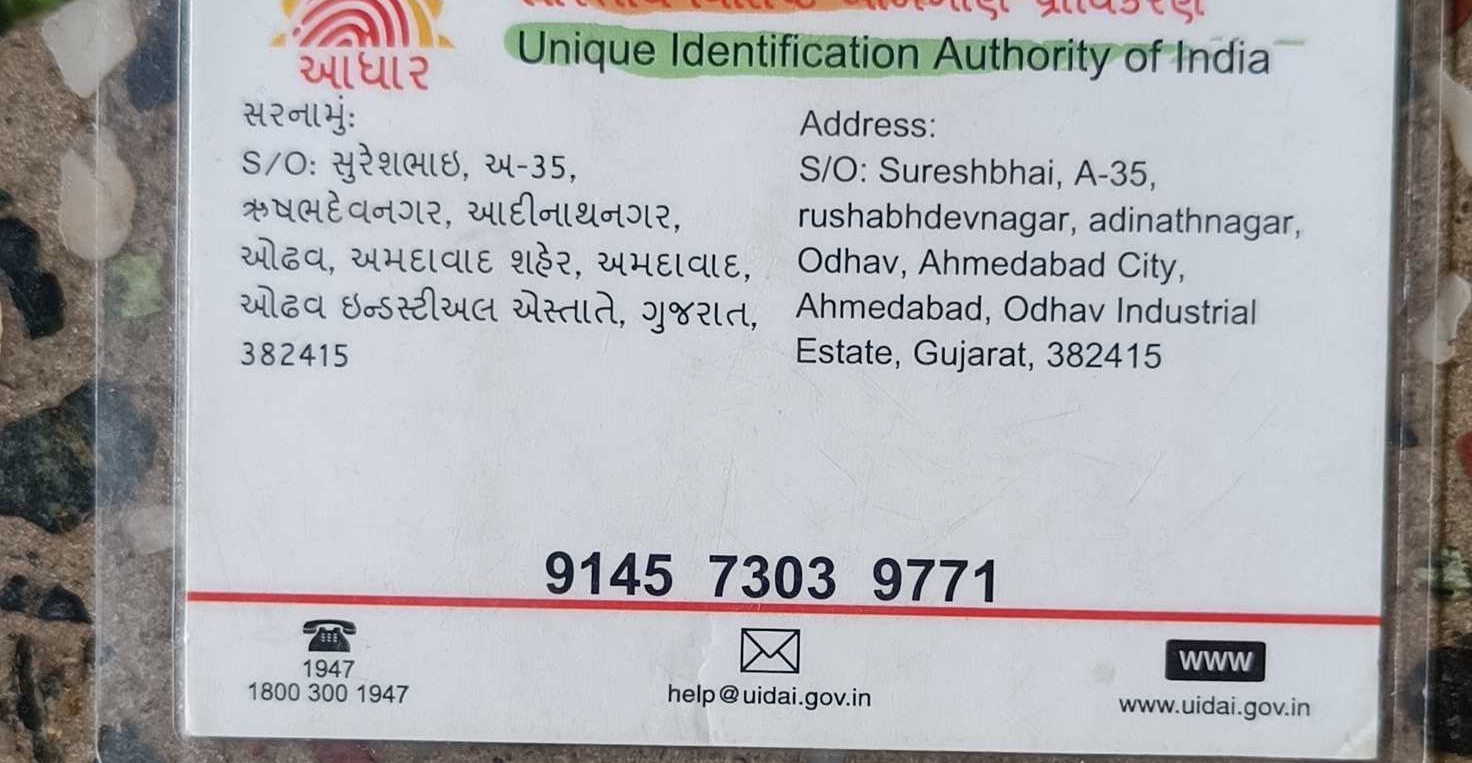 આધાર
Unique Identification Authority of India
સરનામું:
S/O: સુરેશભાઇ, અ-35,
ઋષભદેવનગર, આદીનાથનગર,
ઓઢવ, અમદાવાદ શહેર, અમદાવાદ,
ઓઢવ ઇન્ડસ્ટીઅલ એસ્તાતે, ગુજરાત,
382415
Address:
S/O: Sureshbhai, A-35,
rushabhdevnagar, adinathnagar,
Odhav, Ahmedabad City,
Ahmedabad, Odhav Industrial
Estate, Gujarat, 382415
9145 7303 9771
1947
1800 300 1947
help@uidai.gov.in
www
www.uidai.gov.in